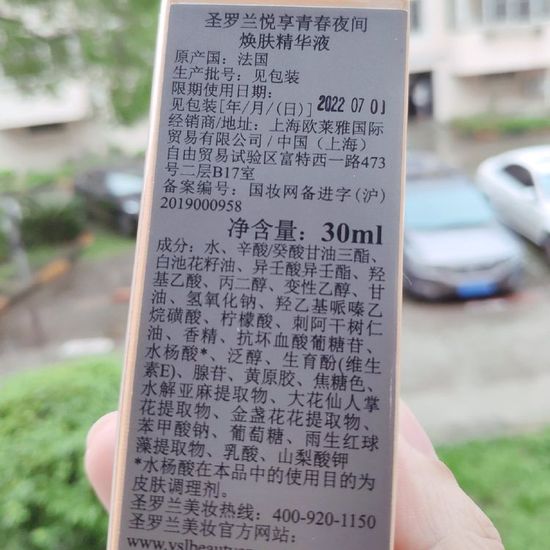 圣罗兰悦享青春夜间
焕肤精华液
原产国：法国
生产批号：见包装
限期使用日期：
见包装[年/月/(日)] 2022 07 01
经销商/地址：上海欧莱雅国际
贸易有限公司/中国（上海）
自由贸易试验区富特西一路473
号二层B17室
备案编号：国妆网备进字(沪)
2019000958
净含量：30ml
成分：水、辛酸/癸酸甘油三酯、
白池花籽油、异壬酸异壬酯、羟
基乙酸、丙二醇、变性乙醇、甘
油、氢氧化钠、羟乙基哌嗪乙
烷磺酸、柠檬酸、刺阿干树仁
油、香精、抗坏血酸葡糖苷、
水杨酸*、泛醇、生育酚(维生
素E)、腺苷、黄原胶、焦糖色、
水解亚麻提取物、大花仙人掌
花提取物、金盏花花提取物、
苯甲酸钠、葡萄糖、雨生红球
藻提取物、乳酸、山梨酸钾
*水杨酸在本品中的使用目的为
皮肤调理剂。
圣罗兰美妆热线：400-920-1150
圣罗兰美妆官方网站：